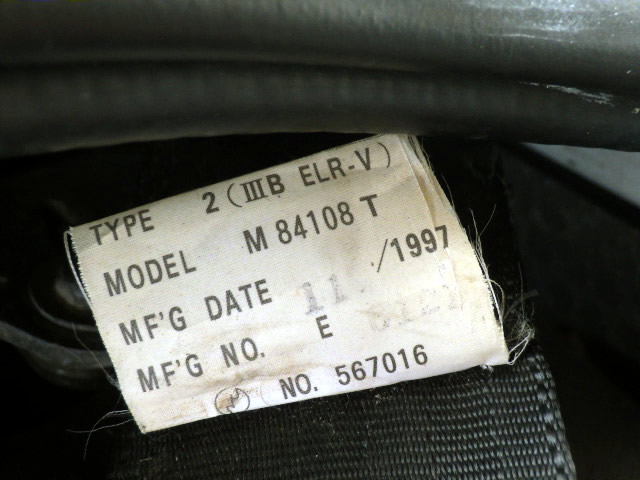 TYPE 2 (IIIB ELR-V)
MODEL M 84108 T
MF'G DATE 11 /1997
MF'G NO. E
NO. 567016